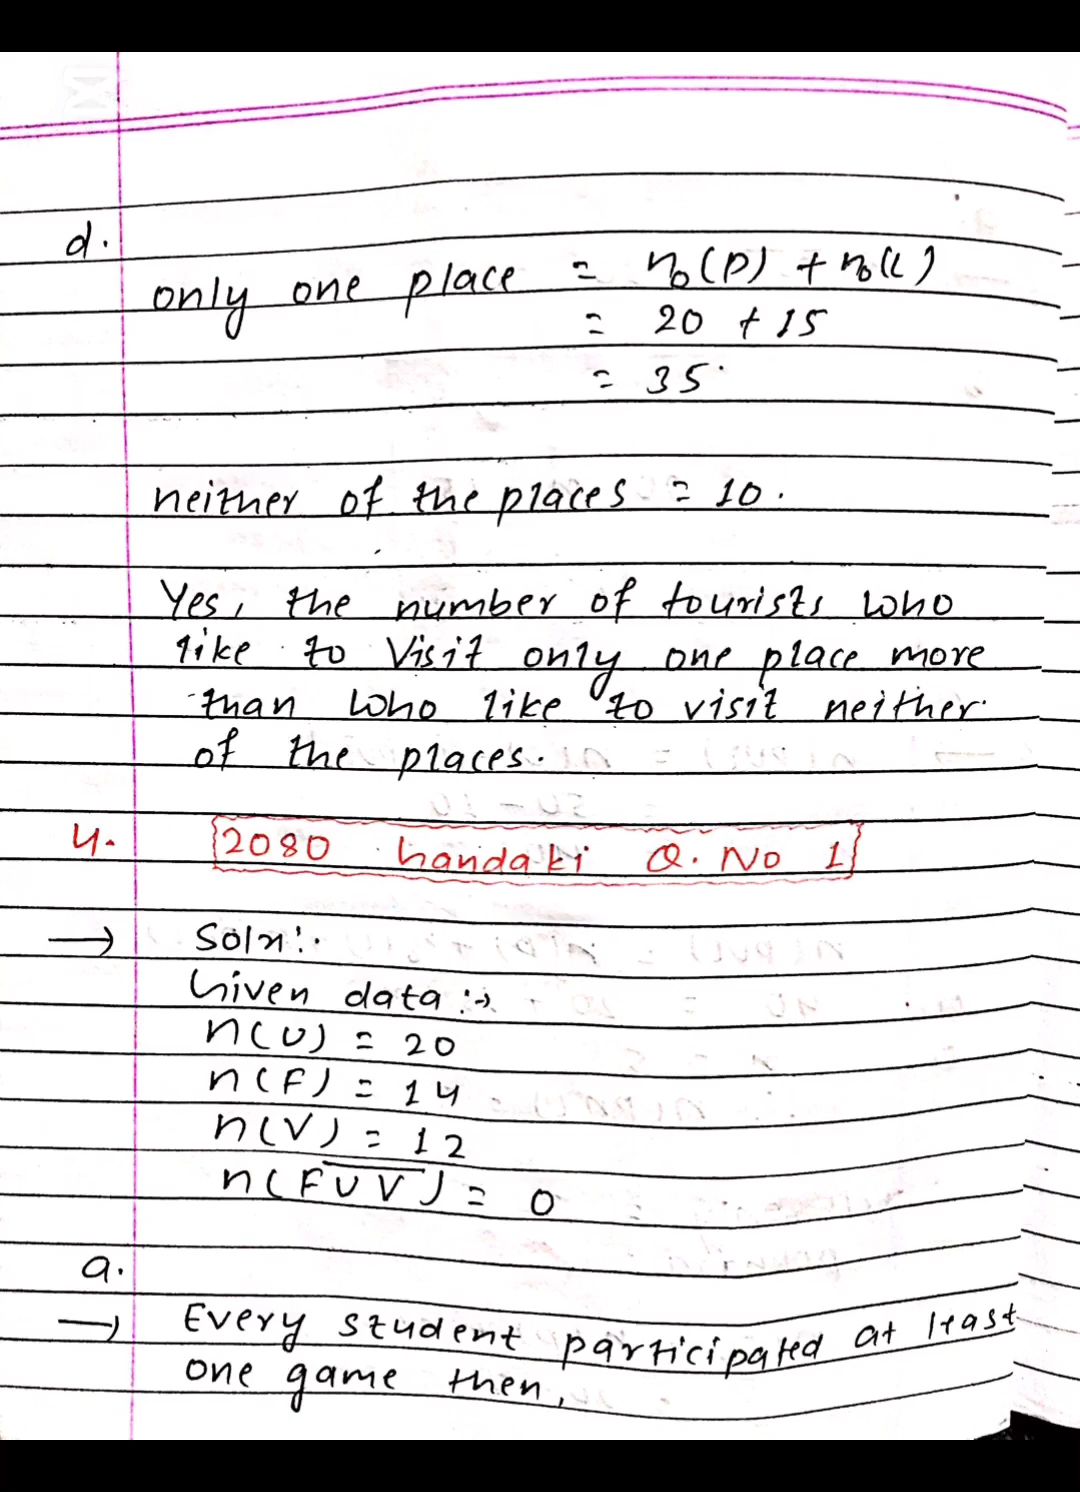 d.
only one place = n₀(P) + n₀(L)
= 20 + 15
= 35.
neither of the places = 10.
Yes, the number of tourists who
like to Visit only one place more
than who like to visit neither
of the places.
4. 2080 Gandaki Q. No 1
→ Soln:.
Given data :→
n(U) = 20
n(F) = 14
n(V) = 12
n(F̅U̅V̅) = 0
a.
→ Every student participated at least
one game then,